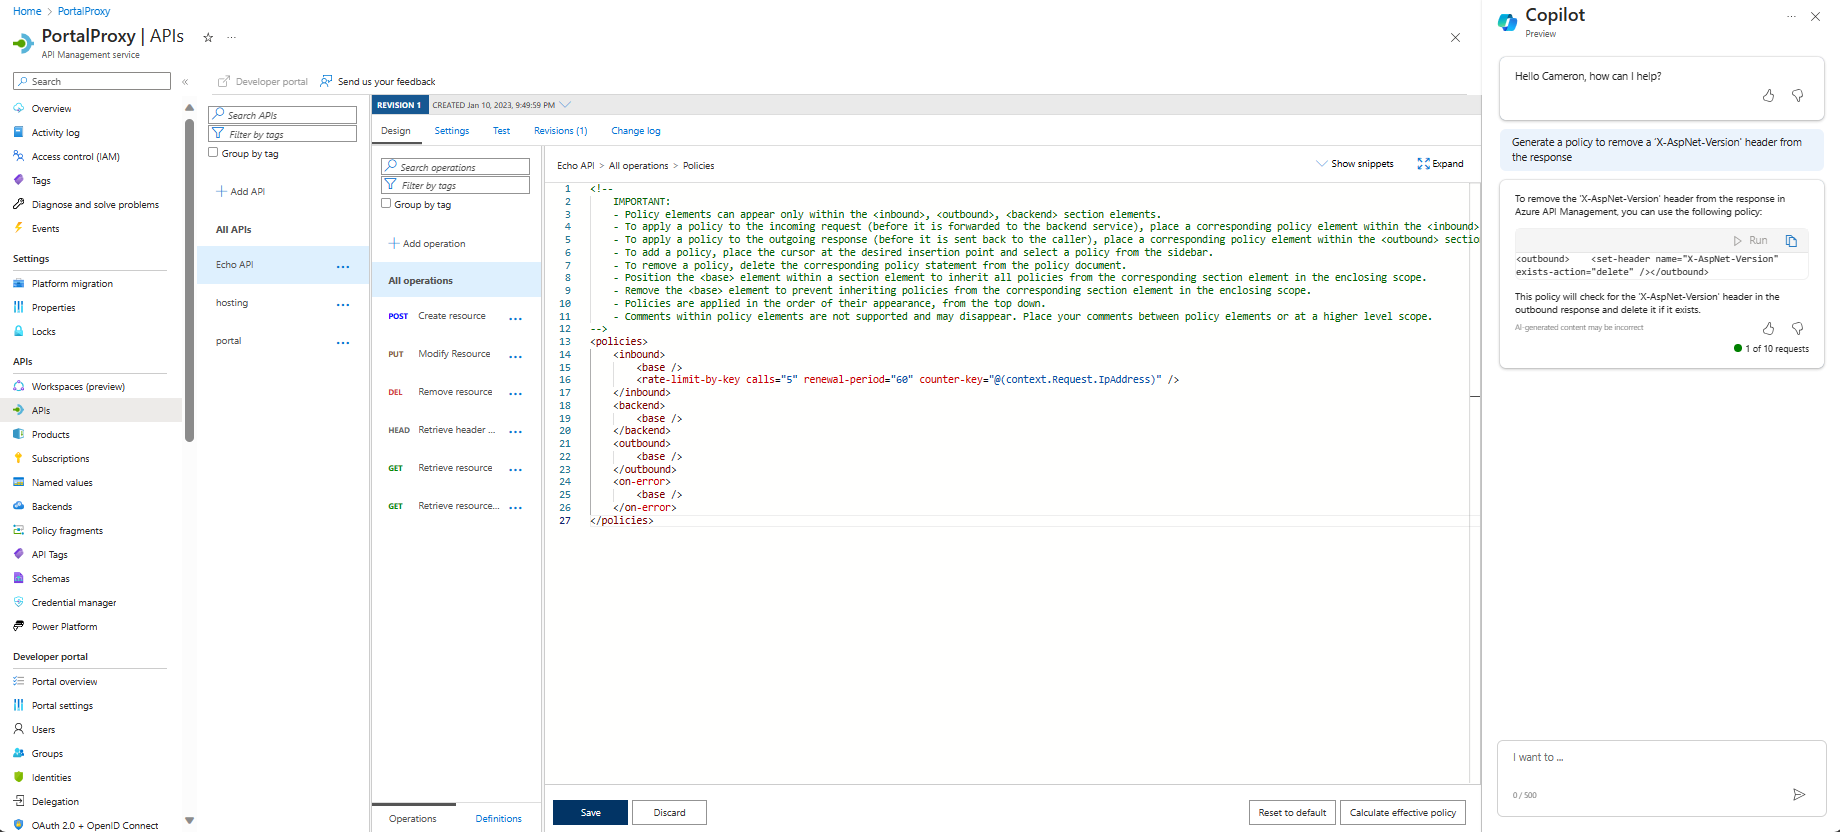 Home > PortalProxy
PortalProxy | APIs
API Management service
Search
Overview
Activity log
Access control (IAM)
Tags
Diagnose and solve problems
Events
Settings
Platform migration
Properties
Locks
APIs
Workspaces (preview)
APIs
Products
Subscriptions
Named values
Backends
Policy fragments
API Tags
Schemas
Credential manager
Power Platform
Developer portal
Portal overview
Portal settings
Users
Groups
Identities
Delegation
OAuth 2.0 + OpenID Connect
Developer portal
Send us your feedback
Search APIs
Filter by tags
Group by tag
Add API
All APIs
Echo API
hosting
portal
REVISION 1 CREATED Jan 10, 2023, 9:49:59 PM
Design Settings Test Revisions (1) Change log
Search operations
Filter by tags
Group by tag
Add operation
All operations
POST Create resource
PUT Modify Resource
DEL Remove resource
HEAD Retrieve header ...
GET Retrieve resource
GET Retrieve resource...
Operations Definitions
Echo API > All operations > Policies
Show snippets Expand
1 <!--
2 IMPORTANT:
3 - Policy elements can appear only within the <inbound>, <outbound>, <backend> section elements.
4 - To apply a policy to the incoming request (before it is forwarded to the backend service), place a corresponding policy element within the <inbound>
5 - To apply a policy to the outgoing response (before it is sent back to the caller), place a corresponding policy element within the <outbound> sectio
6 - To add a policy, place the cursor at the desired insertion point and select a policy from the sidebar.
7 - To remove a policy, delete the corresponding policy statement from the policy document.
8 - Position the <base> element within a section element to inherit all policies from the corresponding section element in the enclosing scope.
9 - Remove the <base> element to prevent inheriting policies from the corresponding section element in the enclosing scope.
10 - Policies are applied in the order of their appearance, from the top down.
11 - Comments within policy elements are not supported and may disappear. Place your comments between policy elements or at a higher level scope.
12 -->
13 <policies>
14 <inbound>
15 <base />
16 <rate-limit-by-key calls="5" renewal-period="60" counter-key="@(context.Request.IpAddress)" />
17 </inbound>
18 <backend>
19 <base />
20 </backend>
21 <outbound>
22 <base />
23 </outbound>
24 <on-error>
25 <base />
26 </on-error>
27 </policies>
Save Discard
Reset to default Calculate effective policy
Copilot
Preview
Hello Cameron, how can I help?
Generate a policy to remove a 'X-AspNet-Version' header from
the response
To remove the 'X-AspNet-Version' header from the response in
Azure API Management, you can use the following policy:
Run
<outbound> <set-header name="X-AspNet-Version"
exists-action="delete" /></outbound>
This policy will check for the 'X-AspNet-Version' header in the
outbound response and delete it if it exists.
AI-generated content may be incorrect
1 of 10 requests
I want to ...
0 / 500